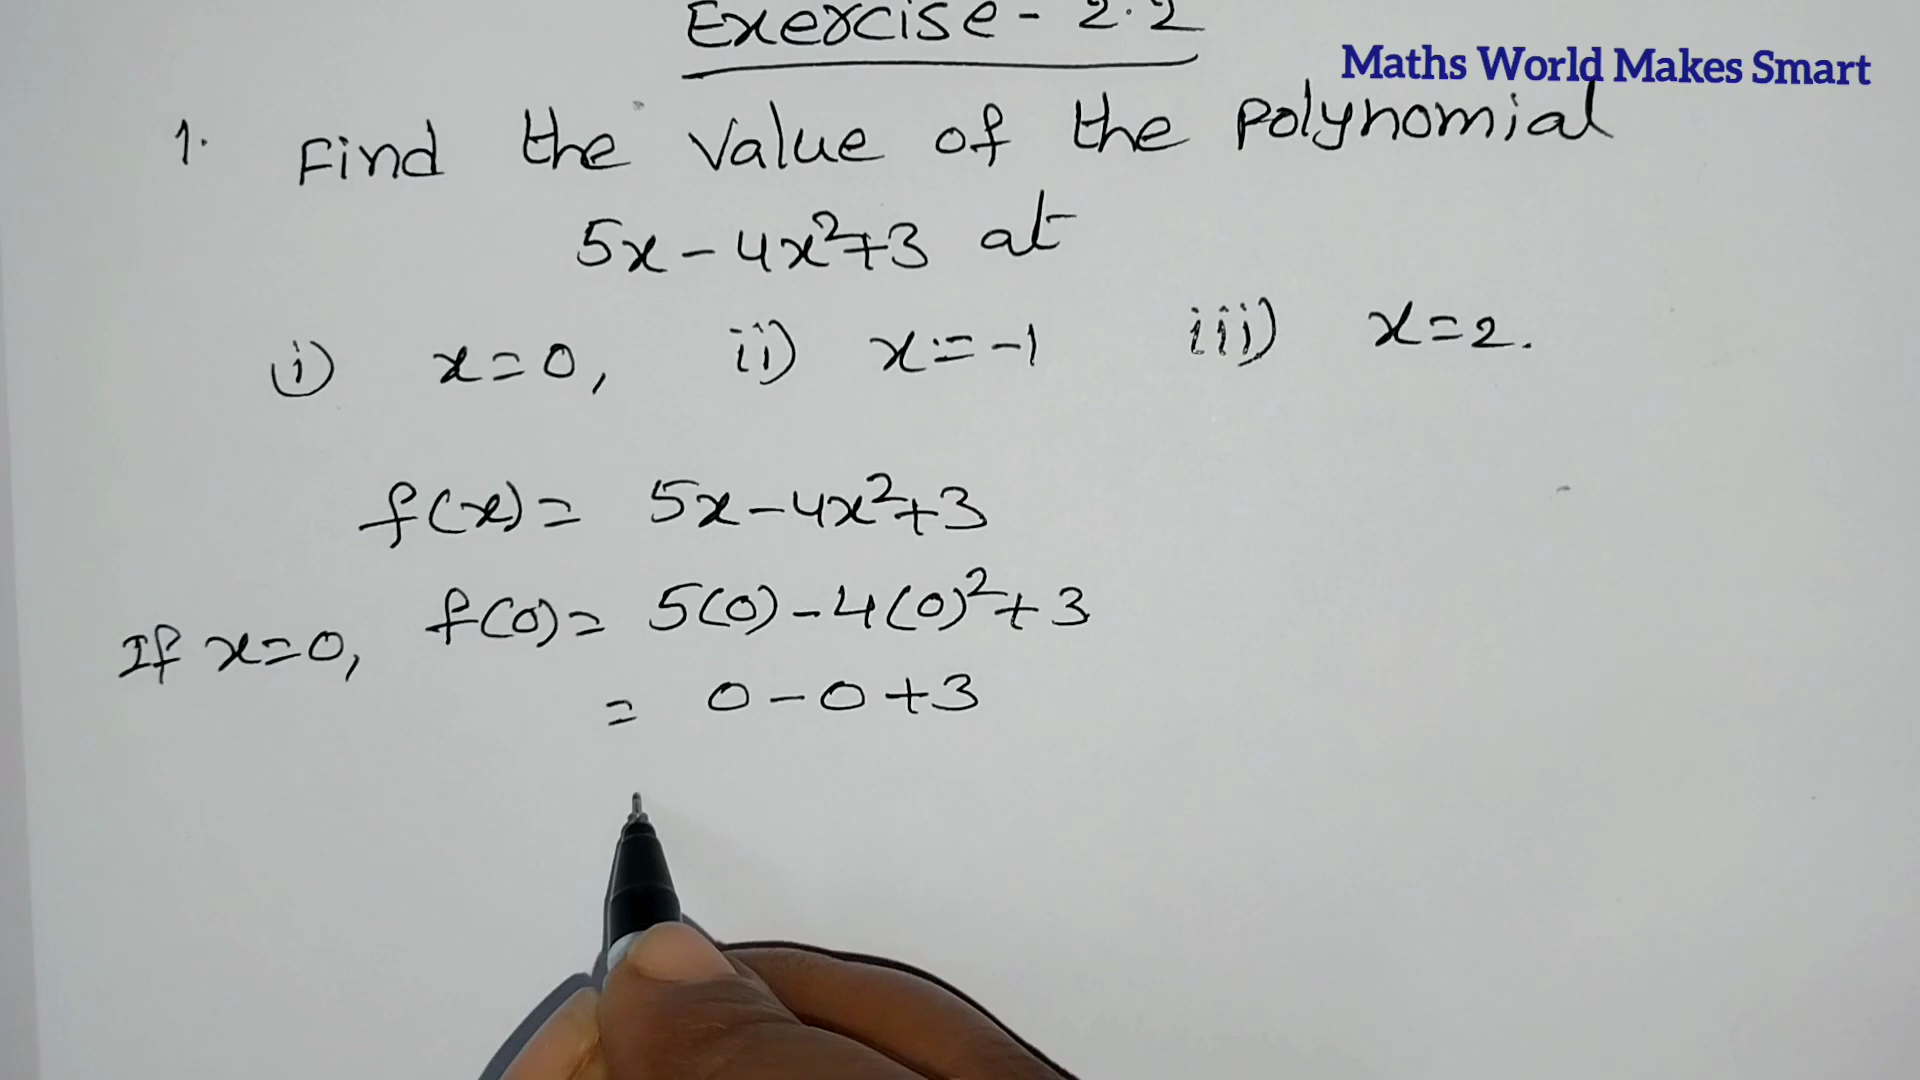 Exercise - 2.2
Maths World Makes Smart
1. Find the Value of the polynomial
5x - 4x²+3 at
i) x=0, ii) x=-1 iii) x=2.
f(x)= 5x-4x²+3
If x=0, f(0)= 5(0)-4(0)²+3
= 0-0+3